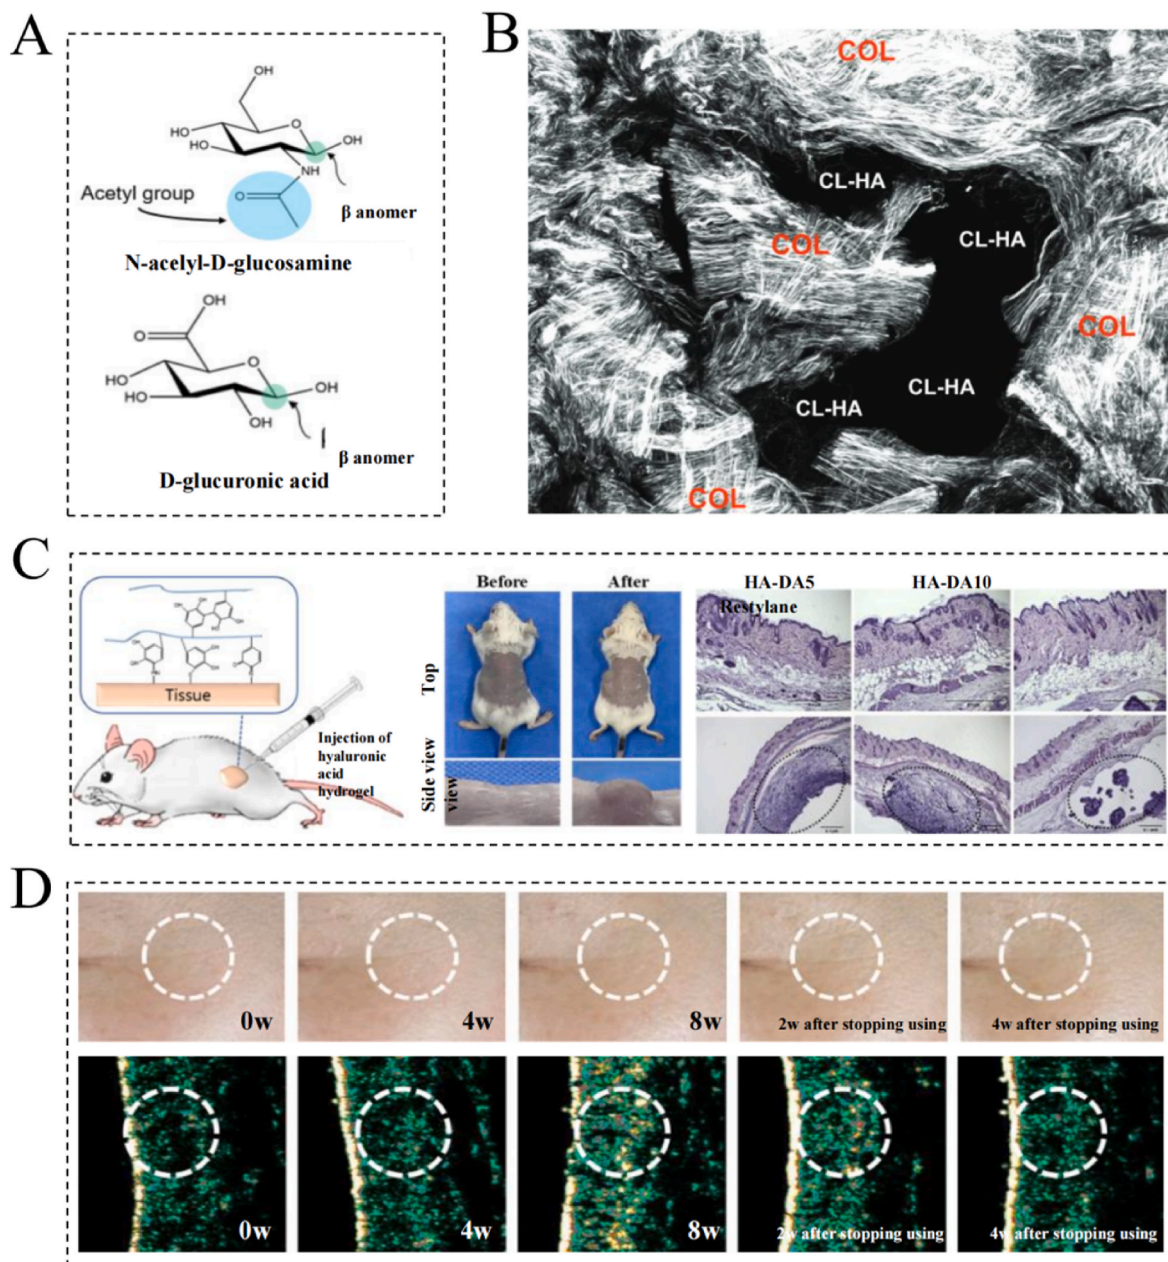 A
OH
O
HO
HO
OH
NH
O
Acetyl group
β anomer
N-acelyl-D-glucosamine
OH
O
O
HO
HO
OH
OH
β anomer
D-glucuronic acid
B
COL
CL-HA
COL
CL-HA
COL
CL-HA
CL-HA
COL
C
Tissue
Injection of
hyaluronic
acid
hydrogel
Before
After
Top
Side view
view
HA-DA5
HA-DA10
Restylane
D
0w
4w
8w
2w after stopping using
4w after stopping using
0w
4w
8w
2w after stopping using
4w after stopping using